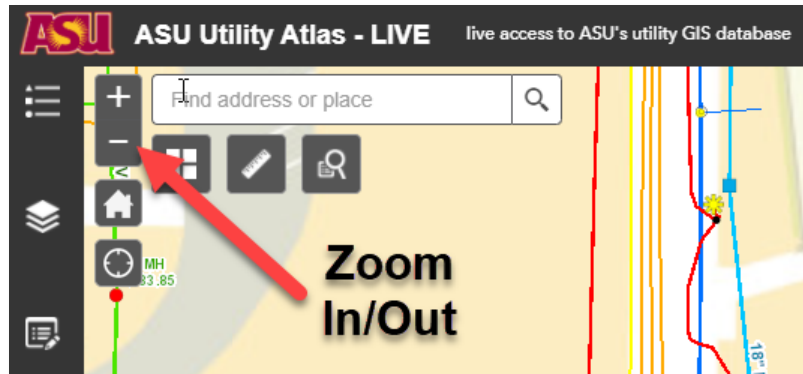 ASU ASU Utility Atlas - LIVE live access to ASU's utility GIS database
+ Find address or place
−
MH
33.85
Zoom
In/Out
18"